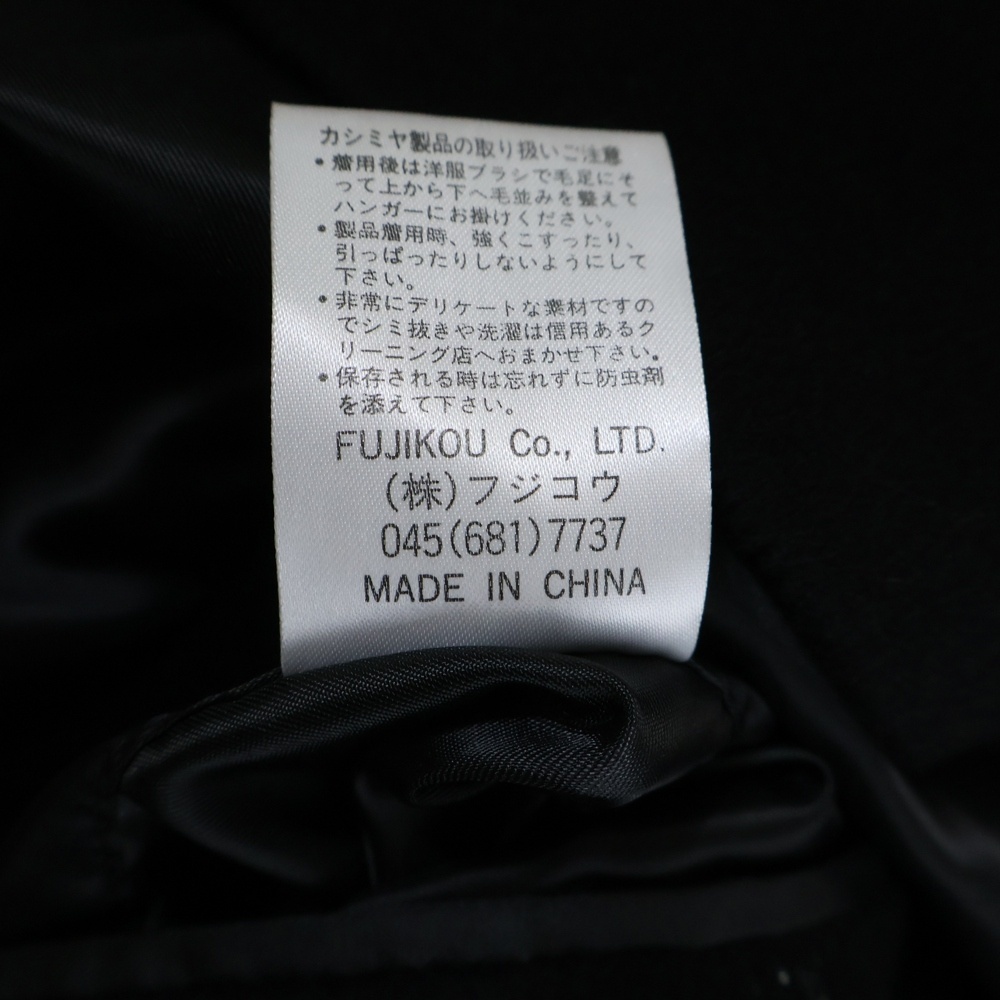 カシミヤ製品の取り扱いご注意
・着用後は洋服ブラシで毛足にそ
って上から下へ毛並みを整えて
ハンガーにお掛けください。
・製品着用時、強くこすったり、
引っぱったりしないようにして
下さい。
・非常にデリケートな素材ですの
でシミ抜きや洗濯は信用あるク
リーニング店へおまかせ下さい。
・保存される時は忘れずに防虫剤
を添えて下さい。
FUJIKOU Co., LTD.
(株)フジコウ
045(681)7737
MADE IN CHINA